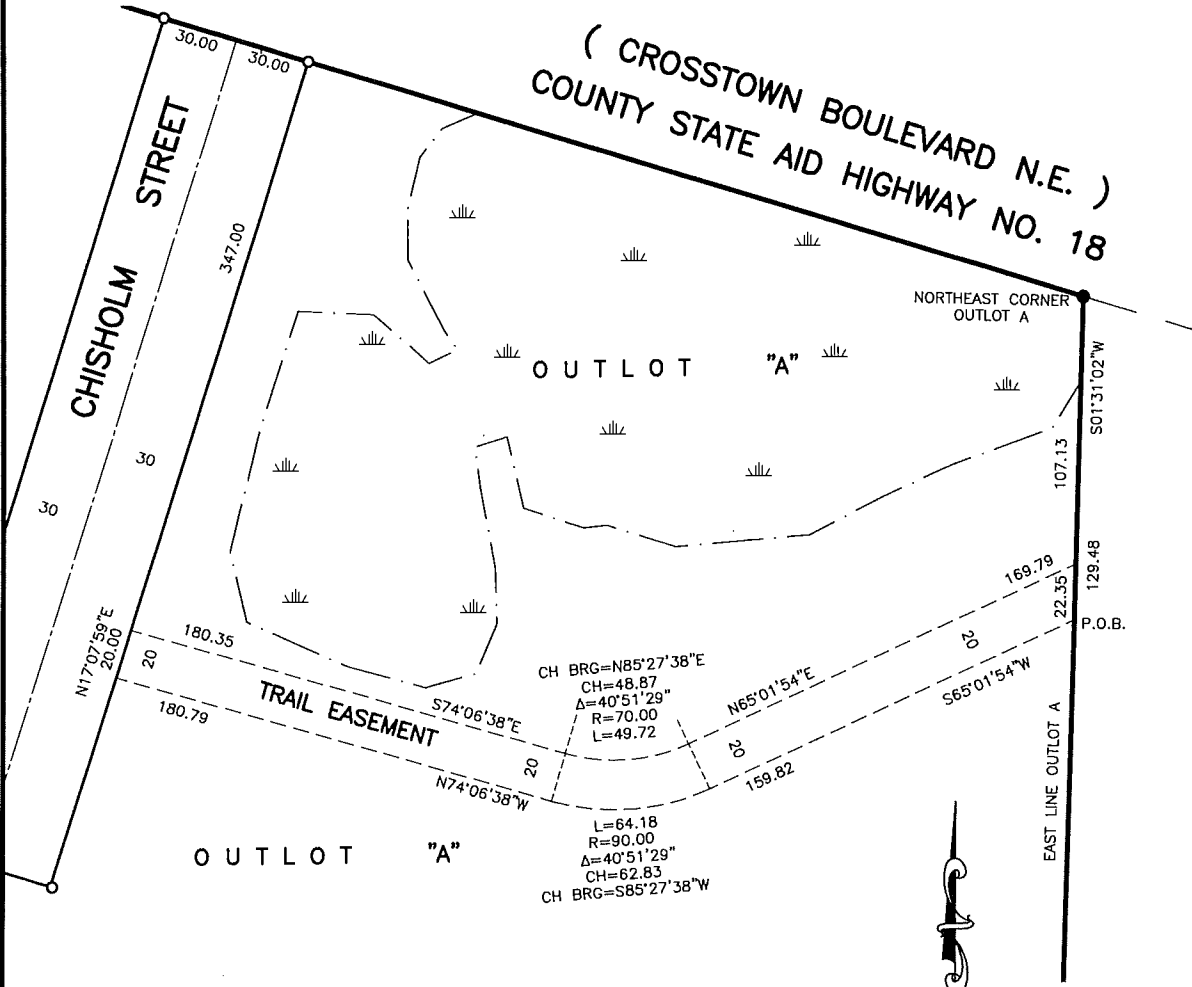 ( CROSSTOWN BOULEVARD N.E. )
COUNTY STATE AID HIGHWAY NO. 18
30.00
30.00
CHISHOLM STREET
347.00
30
30
NORTHEAST CORNER
OUTLOT A
OUTLOT "A"
S01°31'02"W
107.13
129.48
22.35
P.O.B.
169.79
20
N65°01'54"E
S65°01'54"W
N17°07'59"E
20.00
20
180.35
S74°06'38"E
TRAIL EASEMENT
180.79
N74°06'38"W
20
CH BRG=N85°27'38"E
CH=48.87
Δ=40°51'29"
R=70.00
L=49.72
20
159.82
L=64.18
R=90.00
Δ=40°51'29"
CH=62.83
CH BRG=S85°27'38"W
OUTLOT "A"
EAST LINE OUTLOT A